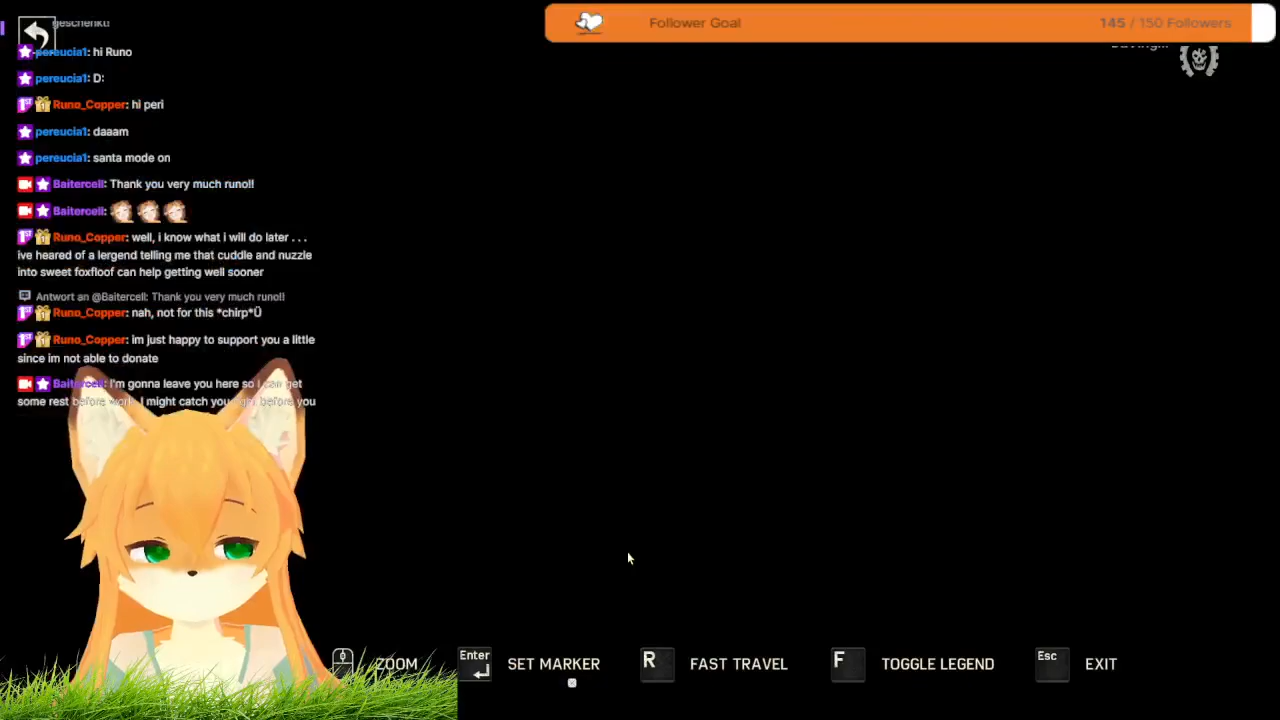 geschenkt!
pereucia1: hi Runo
pereucia1: D:
Runo_Copper: hi peri
pereucia1: daaam
pereucia1: santa mode on
Baitercell: Thank you very much runo!!
Baitercell:
Runo_Copper: well, i know what i will do later . . .
ive heared of a lergend telling me that cuddle and nuzzle
into sweet foxfloof can help getting well sooner
Antwort an @Baitercell: Thank you very much runo!!
Runo_Copper: nah, not for this *chirp*Ü
Runo_Copper: im just happy to support you a little
since im not able to donate
Baitercell: I'm gonna leave you here so I can get
some rest before work. I might catch you right before you
Follower Goal
145 / 150 Followers
ZOOM
Enter
SET MARKER
R
FAST TRAVEL
F
TOGGLE LEGEND
Esc
EXIT